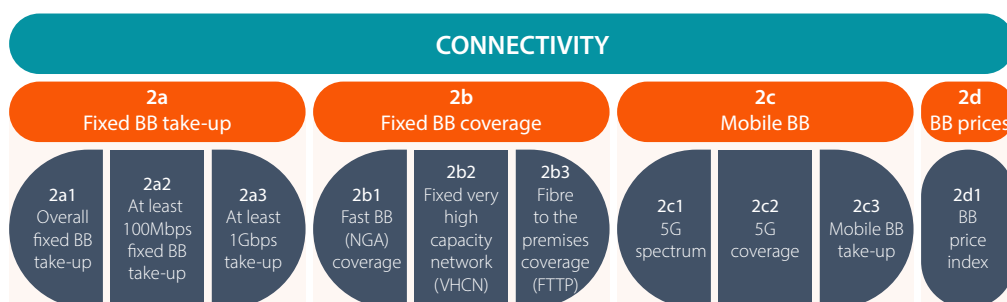 CONNECTIVITY
2a
Fixed BB take-up
2b
Fixed BB coverage
2c
Mobile BB
2d
BB prices
2a1
Overall
fixed BB
take-up
2a2
At least
100Mbps
fixed BB
take-up
2a3
At least
1Gbps
take-up
2b1
Fast BB
(NGA)
coverage
2b2
Fixed very
high
capacity
network
(VHCN)
2b3
Fibre
to the
premises
coverage
(FTTP)
2c1
5G
spectrum
2c2
5G
coverage
2c3
Mobile BB
take-up
2d1
BB
price
index